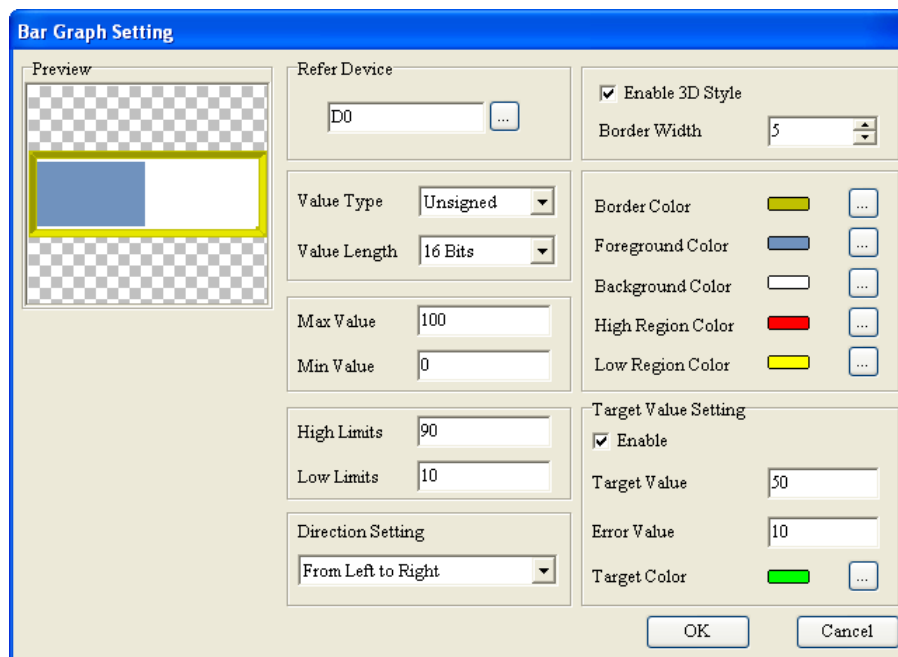 Bar Graph Setting
Preview
Refer Device
D0
...
Enable 3D Style
Border Width 5
Value Type Unsigned
Value Length 16 Bits
Border Color ...
Foreground Color ...
Background Color ...
High Region Color ...
Low Region Color ...
Max Value 100
Min Value 0
High Limits 90
Low Limits 10
Target Value Setting
Enable
Target Value 50
Error Value 10
Target Color ...
Direction Setting
From Left to Right
OK Cancel